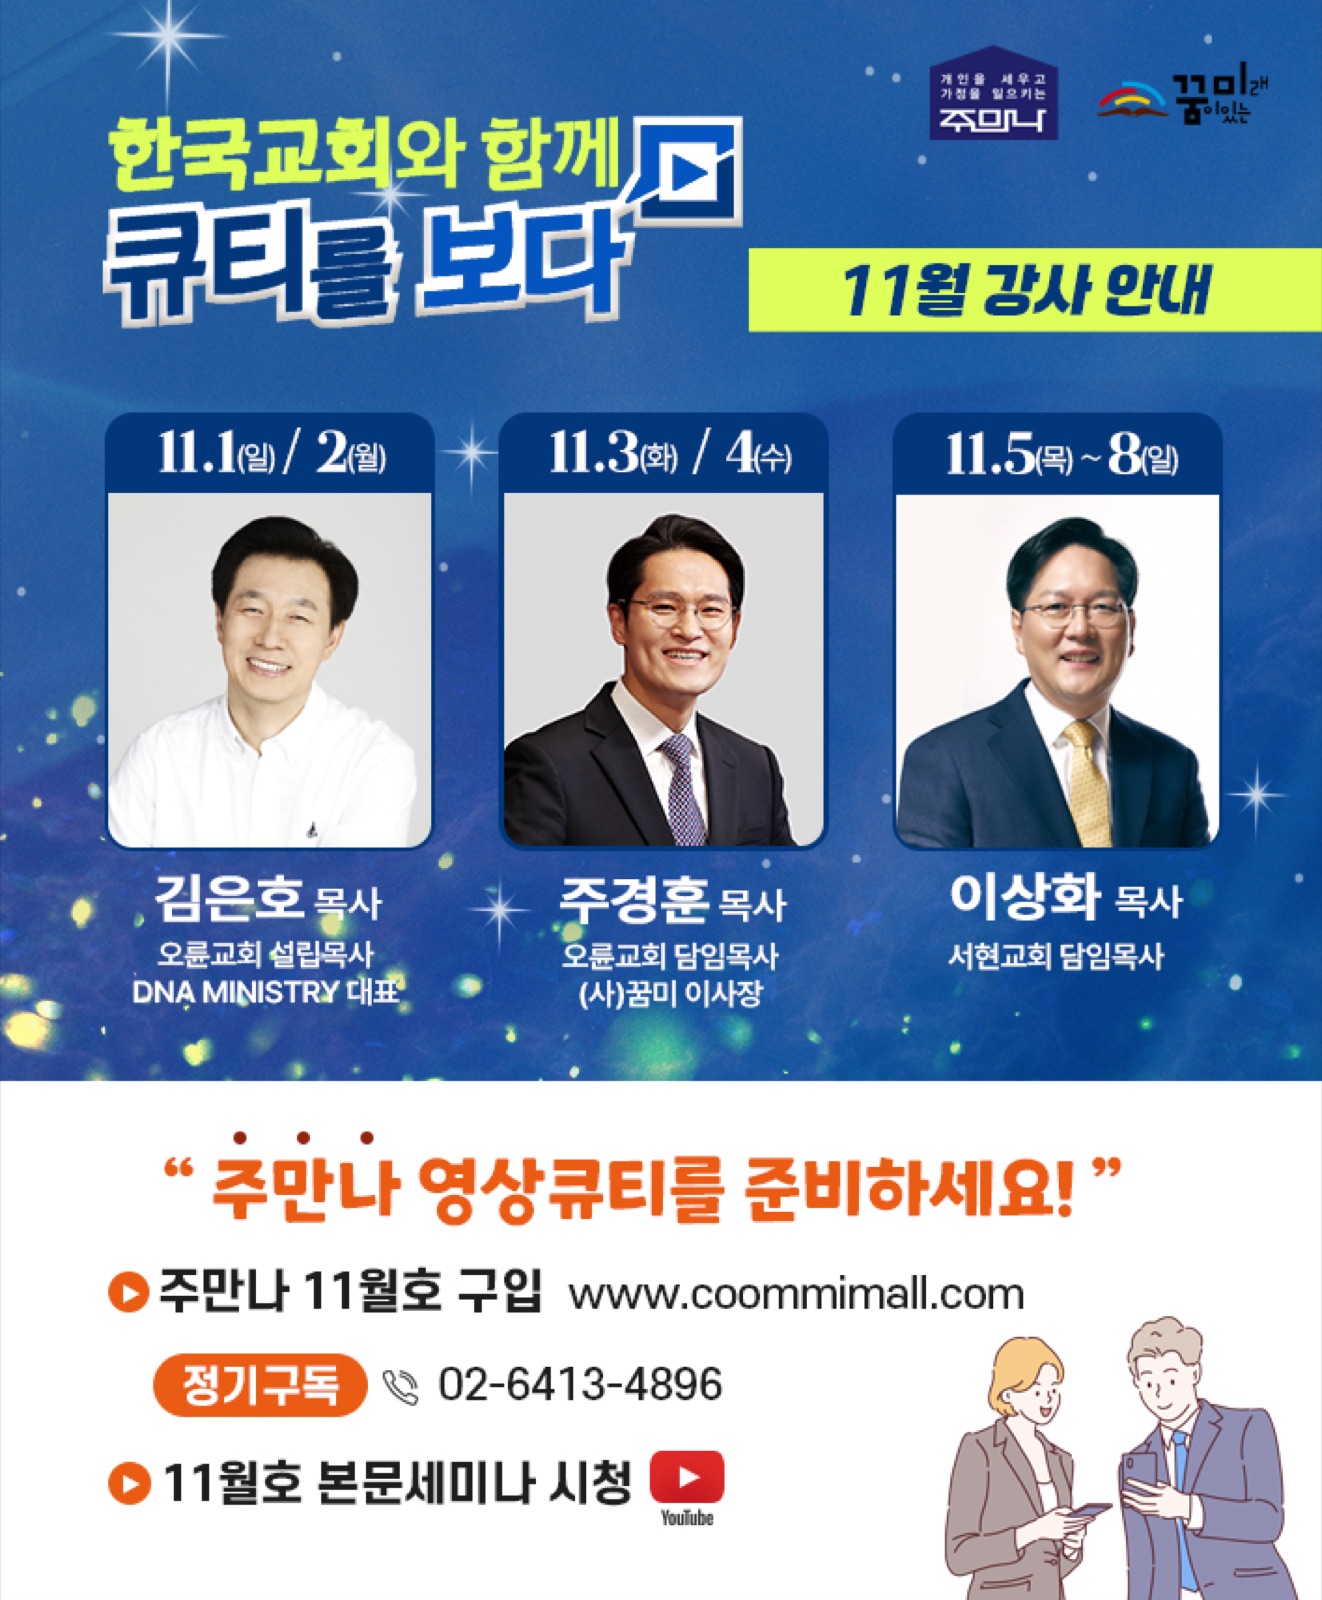 개인을 세우고
가정을 일으키는
주만나
꿈이있는미래
한국교회와 함께
큐티를 보다
11월 강사 안내
11.1(일) / 2(월)
11.3(화) / 4(수)
11.5(목) ~ 8(일)
김은호 목사
오륜교회 설립목사
DNA MINISTRY 대표
주경훈 목사
오륜교회 담임목사
(사)꿈미 이사장
이상화 목사
서현교회 담임목사
“ 주만나 영상큐티를 준비하세요! ”
주만나 11월호 구입 www.coommimall.com
정기구독 02-6413-4896
11월호 본문세미나 시청
YouTube